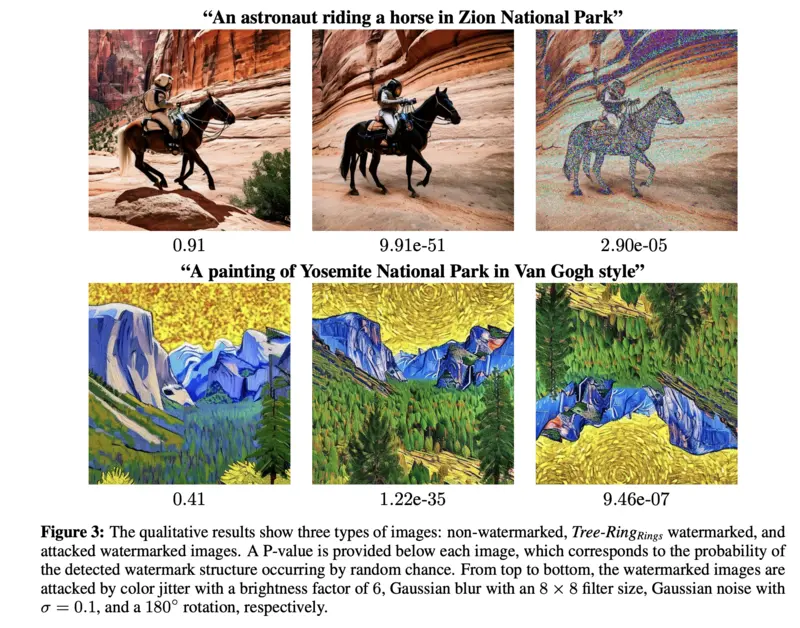 “An astronaut riding a horse in Zion National Park”
0.91 9.91e-51 2.90e-05
“A painting of Yosemite National Park in Van Gogh style”
0.41 1.22e-35 9.46e-07
Figure 3: The qualitative results show three types of images: non-watermarked, Tree-RingRings watermarked, and
attacked watermarked images. A P-value is provided below each image, which corresponds to the probability of
the detected watermark structure occurring by random chance. From top to bottom, the watermarked images are
attacked by color jitter with a brightness factor of 6, Gaussian blur with an 8 × 8 filter size, Gaussian noise with
σ = 0.1, and a 180° rotation, respectively.